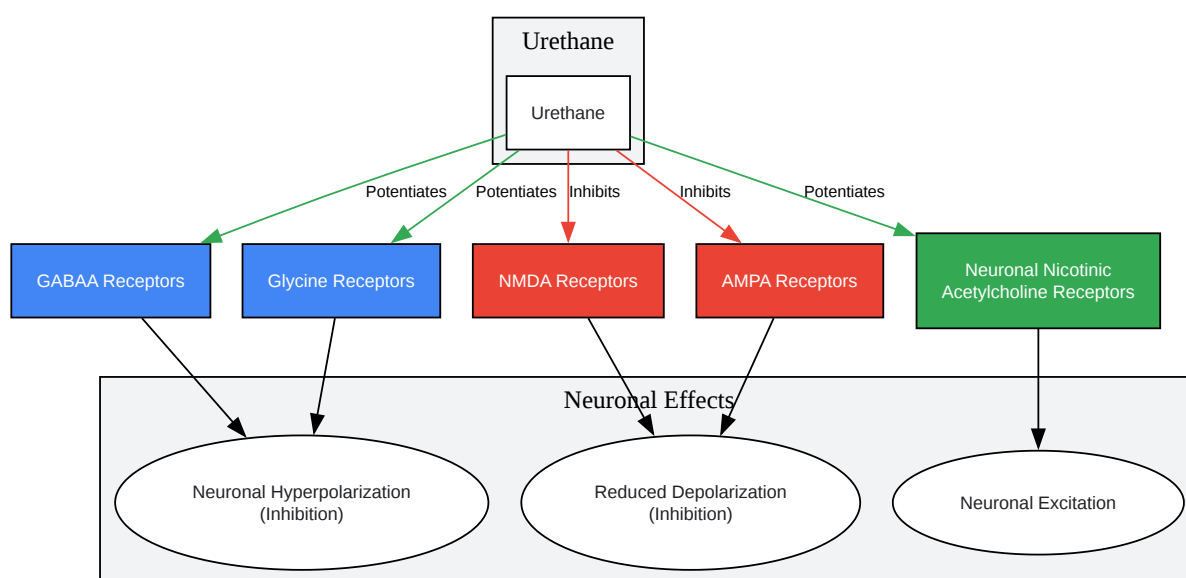 Urethane
Urethane
Potentiates
Potentiates
Inhibits
Inhibits
Potentiates
GABAA Receptors
Glycine Receptors
NMDA Receptors
AMPA Receptors
Neuronal Nicotinic
Acetylcholine Receptors
Neuronal Effects
Neuronal Hyperpolarization
(Inhibition)
Reduced Depolarization
(Inhibition)
Neuronal Excitation